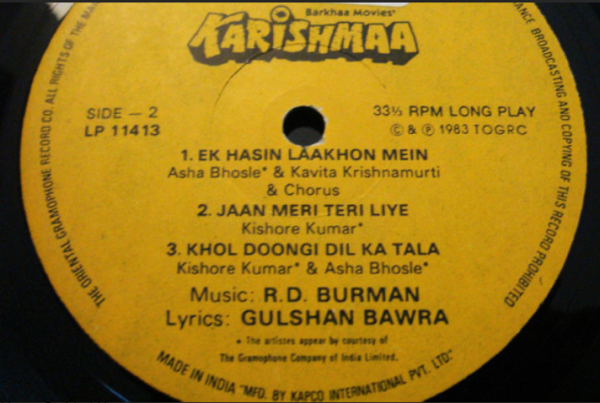 Barkhaa Movies'
KARISHMAA
SIDE — 2
LP 11413
33⅓ RPM LONG PLAY
© & ℗ 1983 TOGRC
1. EK HASIN LAAKHON MEIN
Asha Bhosle* & Kavita Krishnamurti
& Chorus
2. JAAN MERI TERI LIYE
Kishore Kumar*
3. KHOL DOONGI DIL KA TALA
Kishore Kumar* & Asha Bhosle*
Music: R.D. BURMAN
Lyrics: GULSHAN BAWRA
* The artistes appear by courtesy of
The Gramophone Company of India Limited.
THE ORIENTAL GRAMOPHONE RECORD CO. ALL RIGHTS OF THE
BROADCASTING AND COPYING OF THIS RECORD PROHIBITED
MADE IN INDIA "MFD. BY KAPCO INTERNATIONAL PVT. LTD."